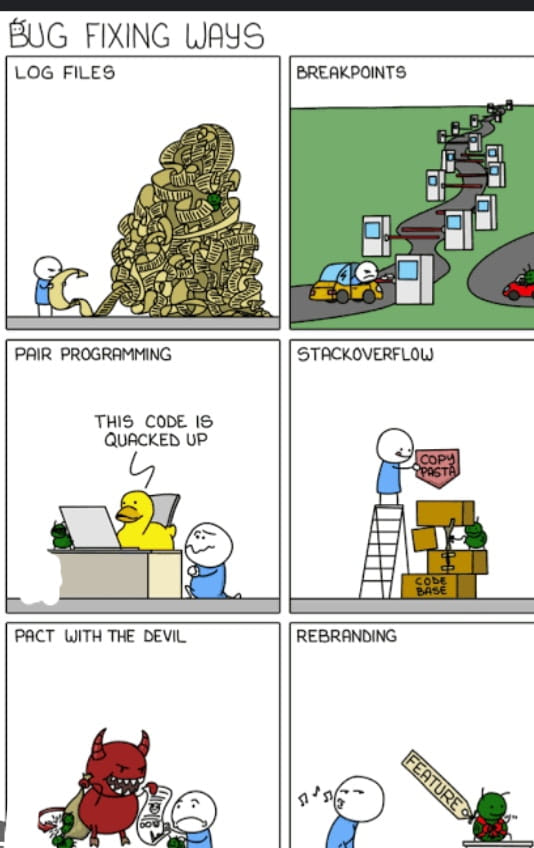 BUG FIXING WAYS
LOG FILES
BREAKPOINTS
PAIR PROGRAMMING
THIS CODE IS
QUACKED UP
STACKOVERFLOW
COPY
PASTA
CODE
BASE
PACT WITH THE DEVIL
REBRANDING
FEATURE